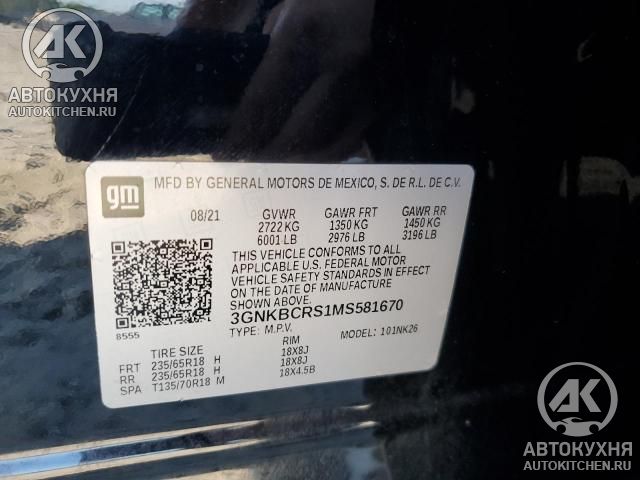 AK
АВТОКУХНЯ
AUTOKITCHEN.RU
gm
MFD BY GENERAL MOTORS DE MEXICO, S. DE R.L. DE C.V.
08/21 GVWR GAWR FRT GAWR RR
2722 KG 1350 KG 1450 KG
6001 LB 2976 LB 3196 LB
THIS VEHICLE CONFORMS TO ALL
APPLICABLE U.S. FEDERAL MOTOR
VEHICLE SAFETY STANDARDS IN EFFECT
ON THE DATE OF MANUFACTURE
SHOWN ABOVE.
3GNKBCRS1MS581670
8555
TYPE: M.P.V. MODEL: 101NK26
TIRE SIZE RIM
FRT 235/65R18 H 18X8J
RR 235/65R18 H 18X8J
SPA T135/70R18 M 18X4.5B
AK
АВТОКУХНЯ
AUTOKITCHEN.RU